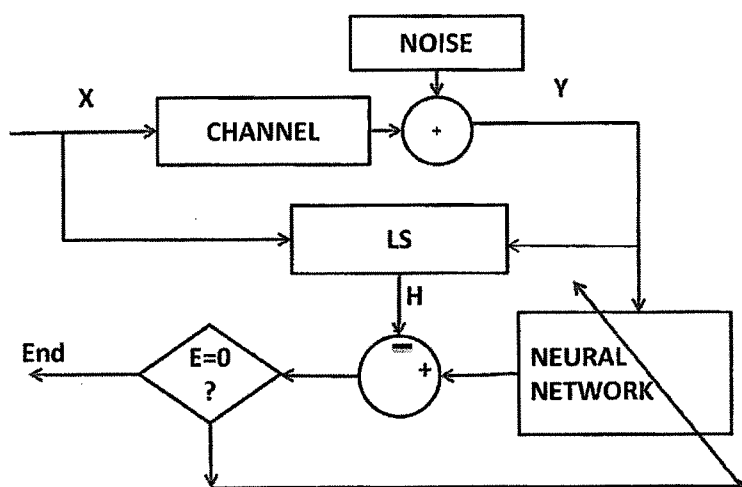 NOISE
X
Y
CHANNEL
+
LS
H
End
E=0
?
−
+
NEURAL
NETWORK